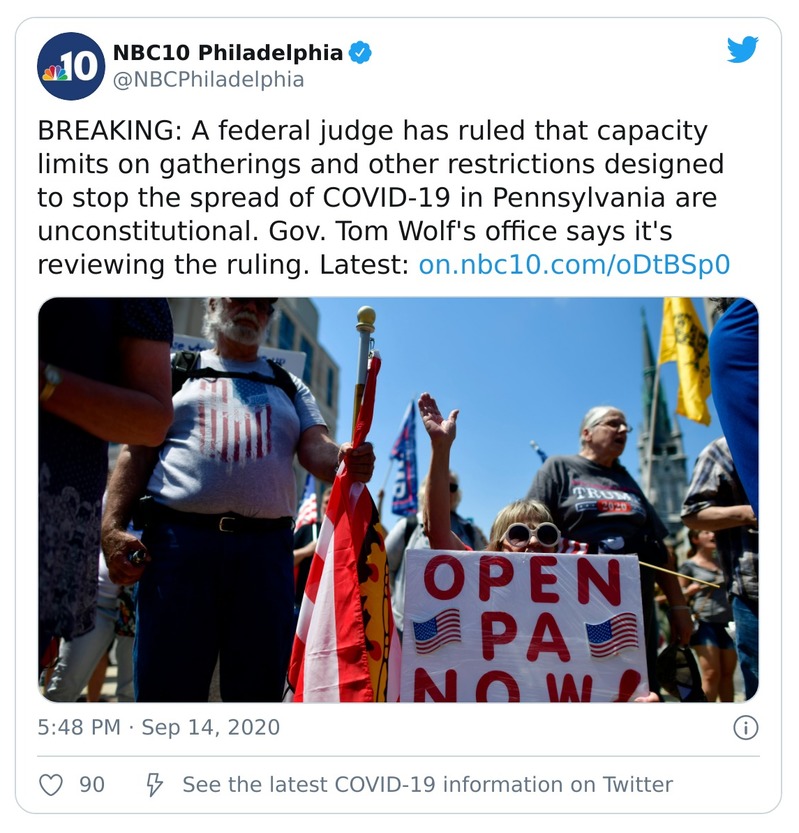 10
NBC10 Philadelphia
@NBCPhiladelphia
BREAKING: A federal judge has ruled that capacity
limits on gatherings and other restrictions designed
to stop the spread of COVID-19 in Pennsylvania are
unconstitutional. Gov. Tom Wolf's office says it's
reviewing the ruling. Latest: on.nbc10.com/oDtBSp0
TRUMP
2020
OPEN
PA
NOW!
5:48 PM · Sep 14, 2020
90
See the latest COVID-19 information on Twitter